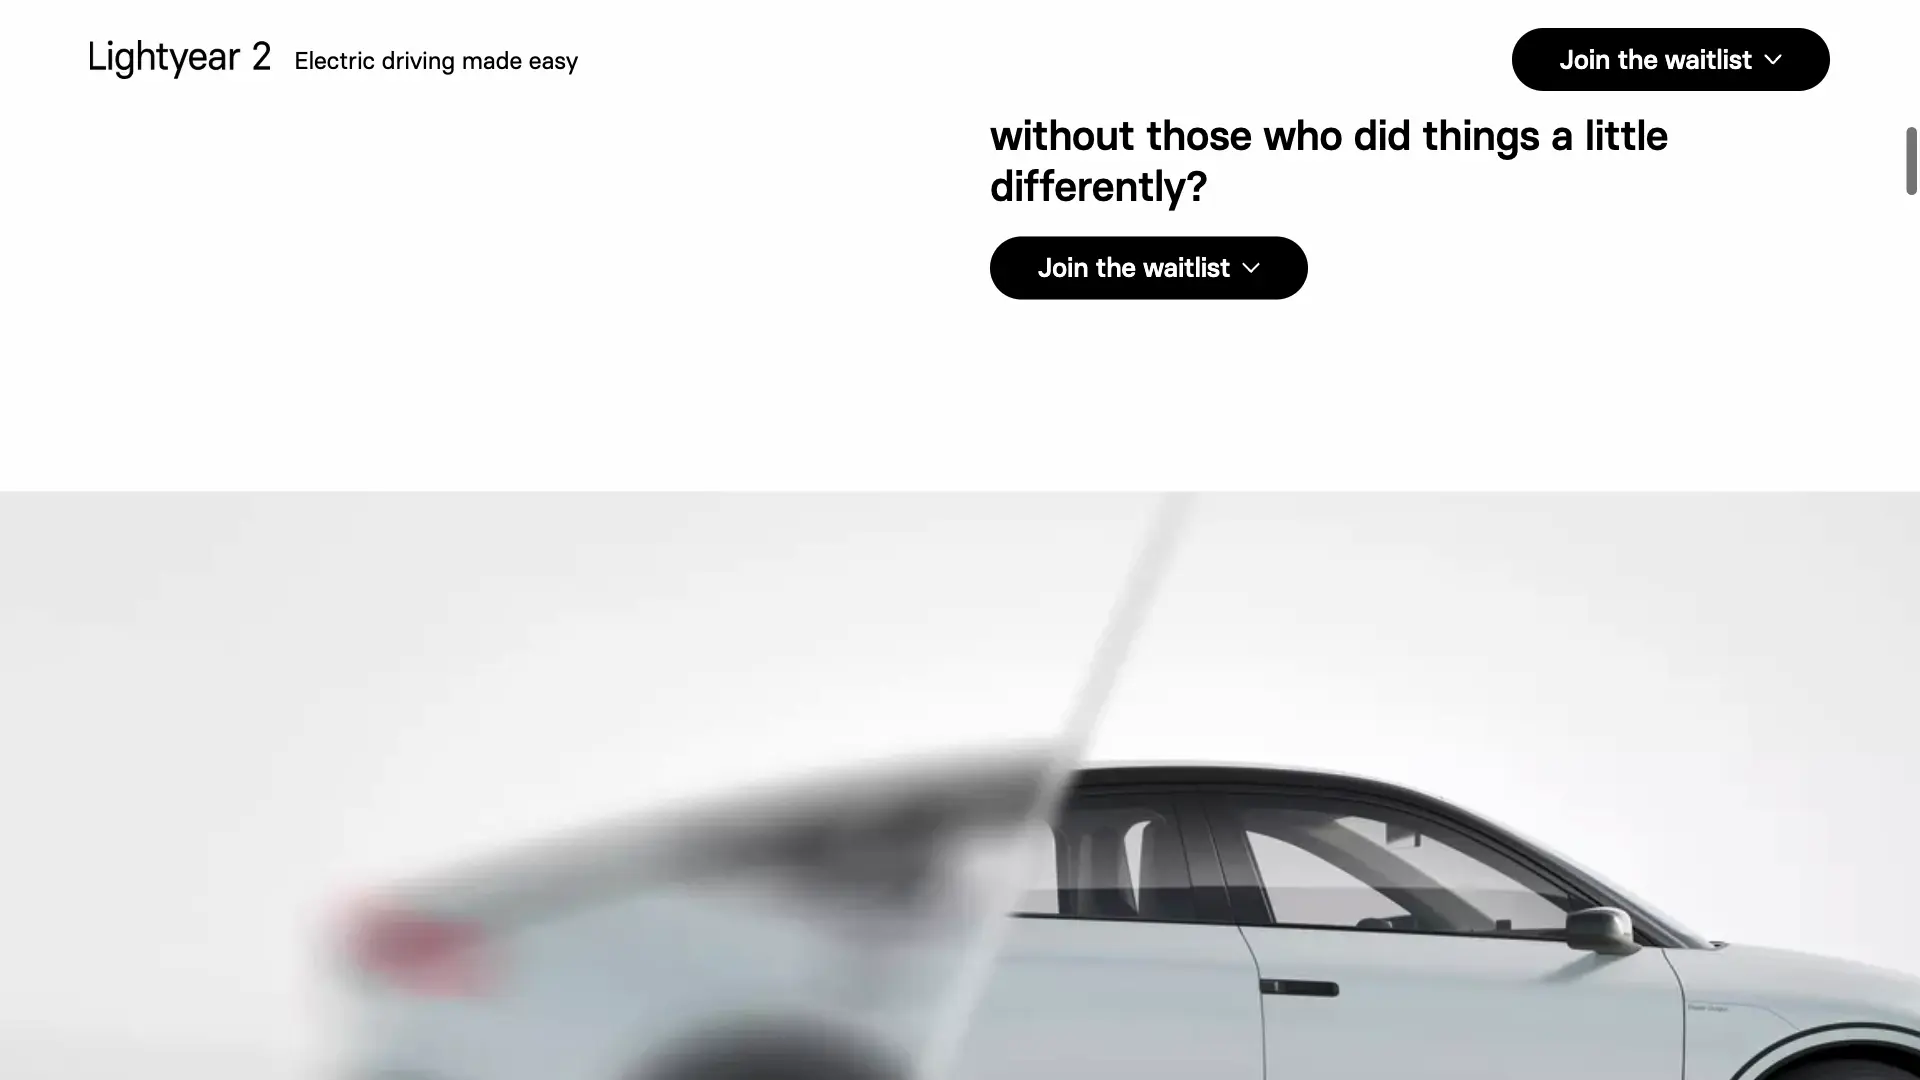 Lightyear 2 Electric driving made easy
Join the waitlist
without those who did things a little
differently?
Join the waitlist